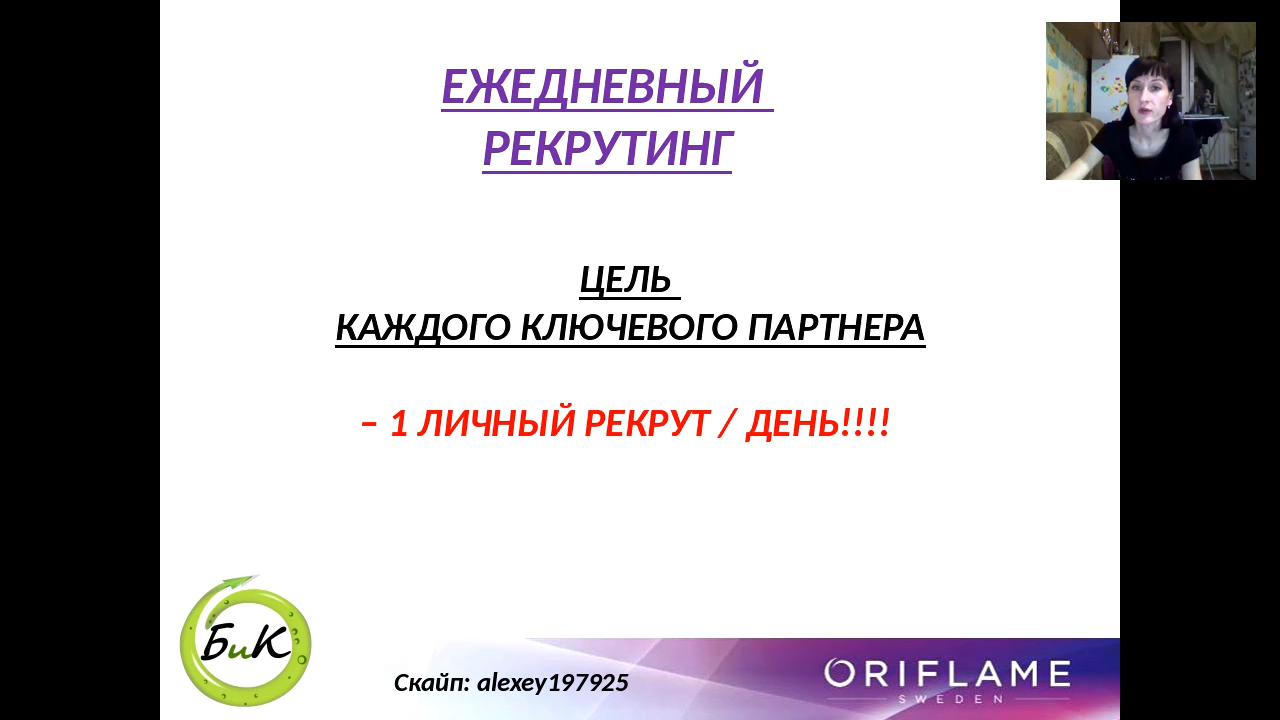 ЕЖЕДНЕВНЫЙ
РЕКРУТИНГ
ЦЕЛЬ
КАЖДОГО КЛЮЧЕВОГО ПАРТНЕРА
– 1 ЛИЧНЫЙ РЕКРУТ / ДЕНЬ!!!!
БиК
Скайп: alexey197925
ORIFLAME
SWEDEN